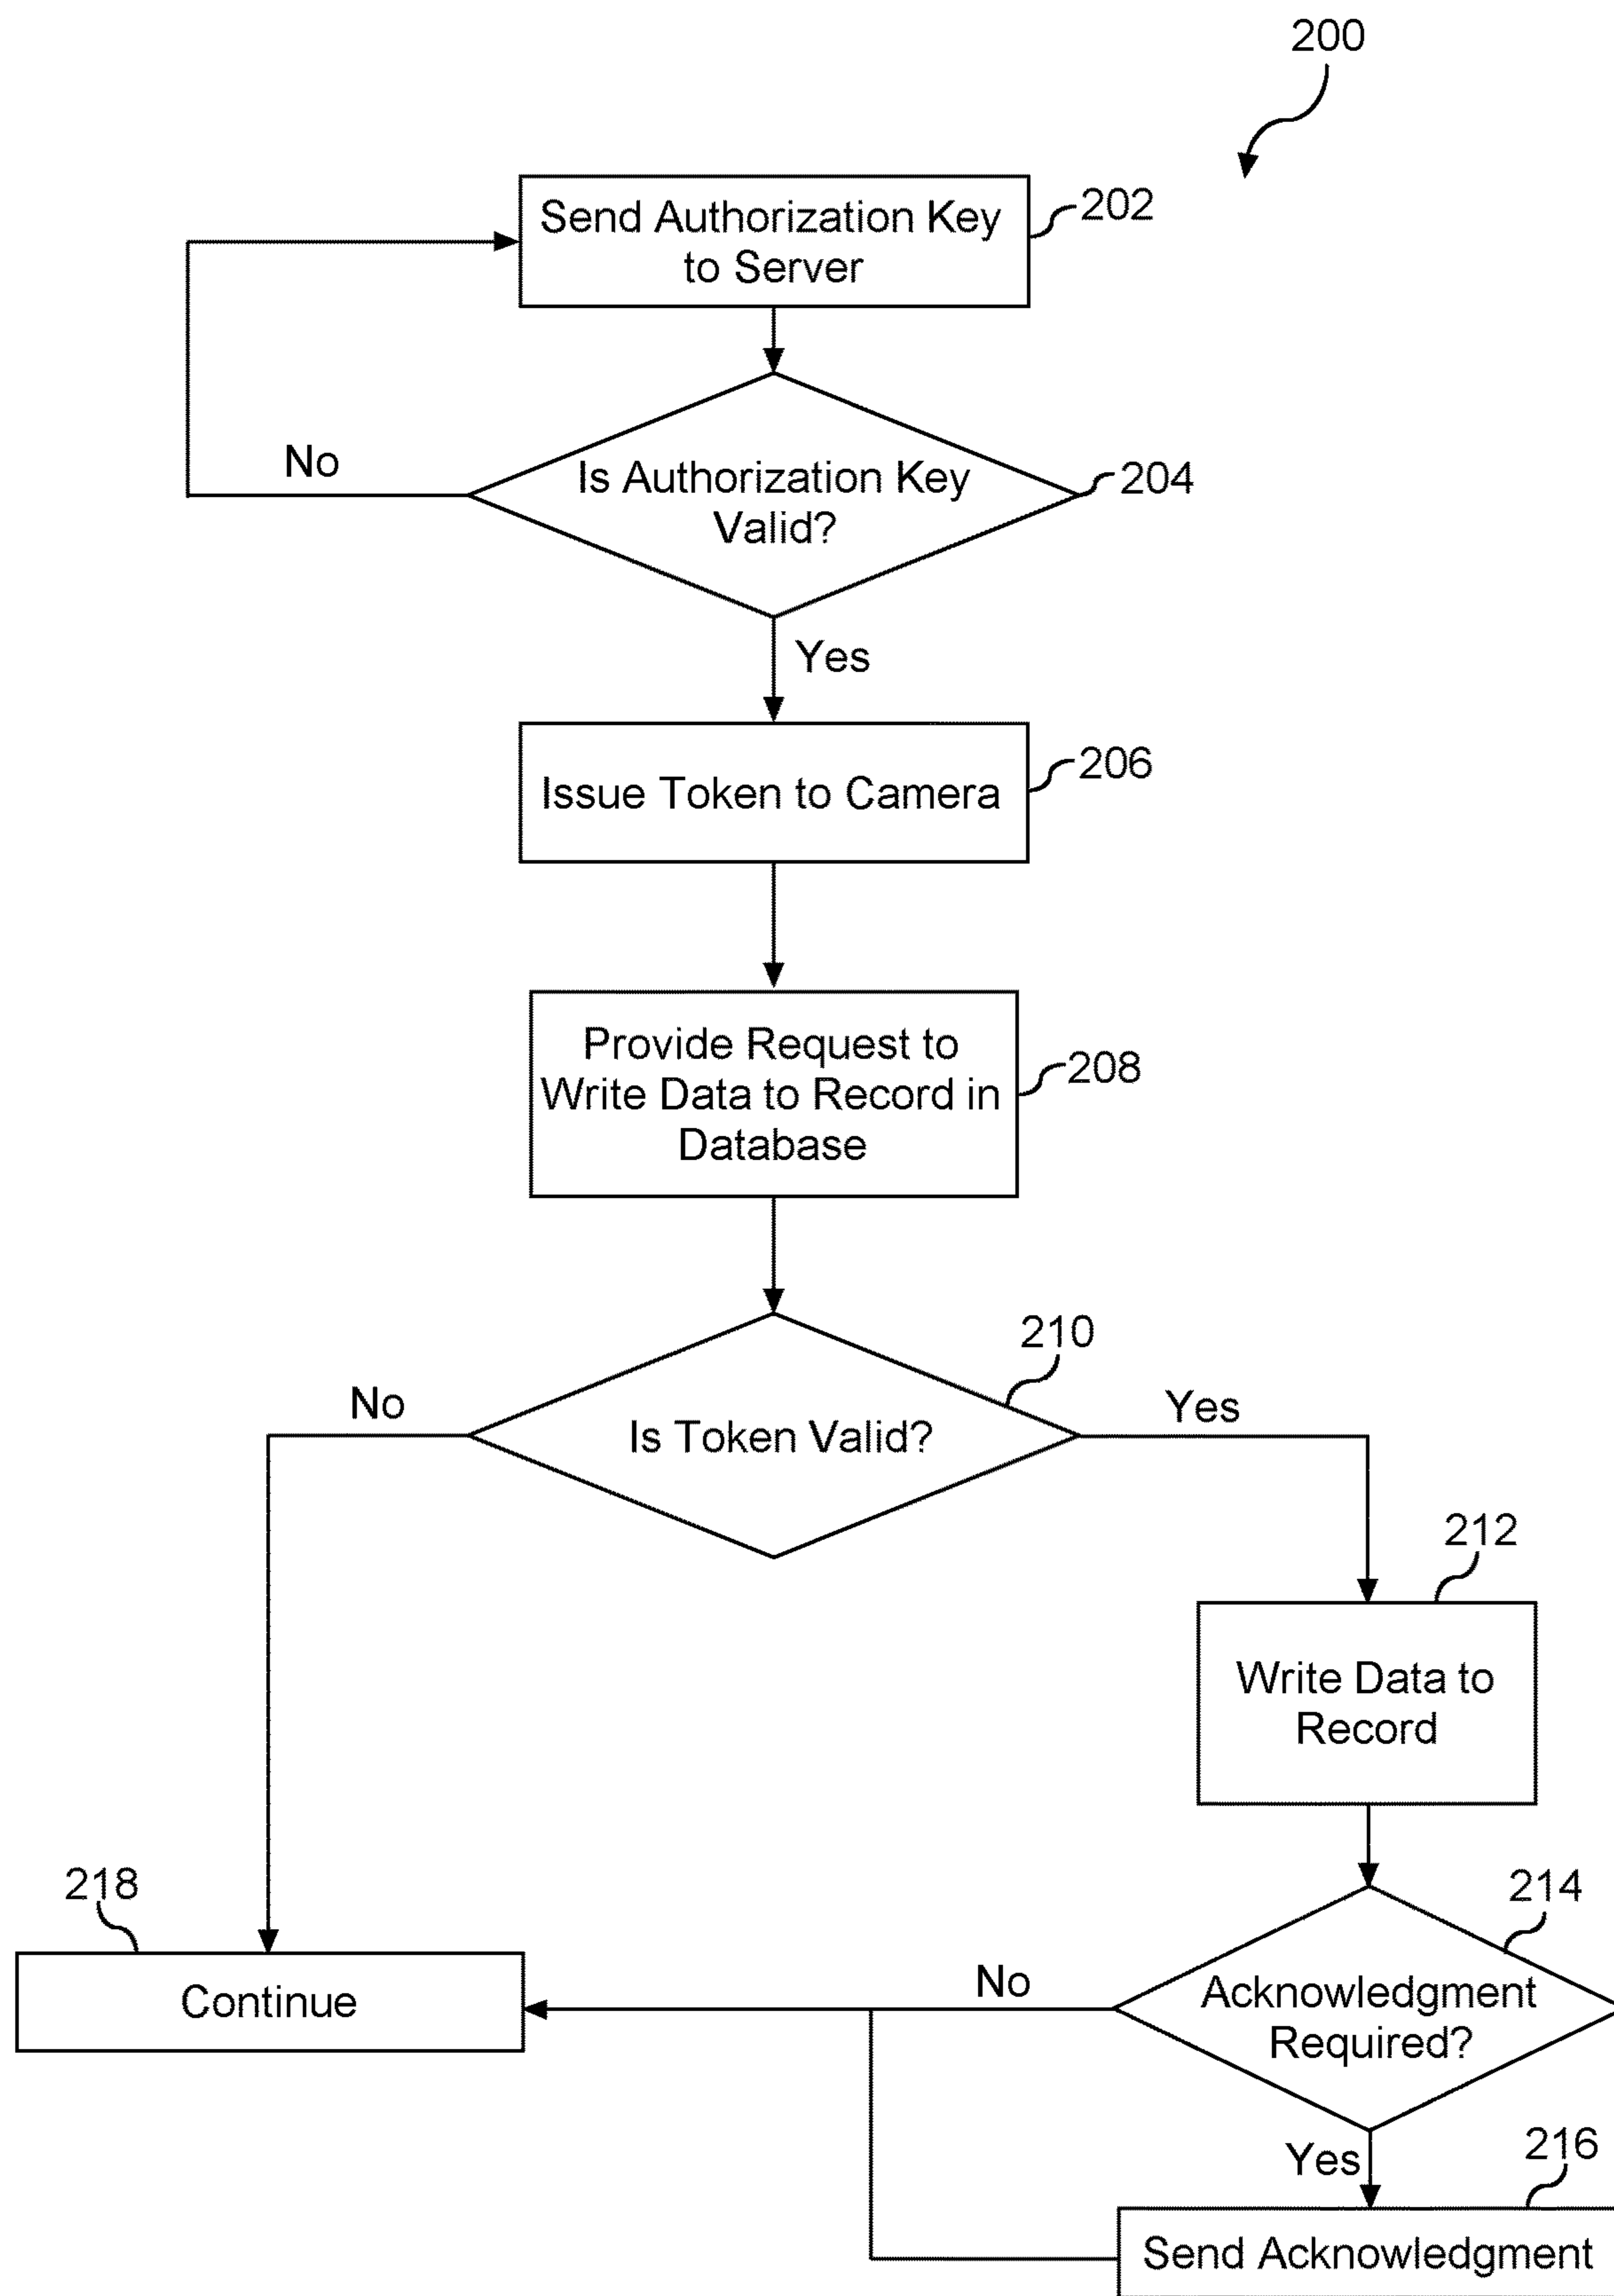 200
Send Authorization Key
to Server
202
No
Is Authorization Key
Valid?
204
Yes
Issue Token to Camera
206
Provide Request to
Write Data to Record in
Database
208
210
No
Is Token Valid?
Yes
212
Write Data to
Record
218
214
Continue
No
Acknowledgment
Required?
Yes
216
Send Acknowledgment